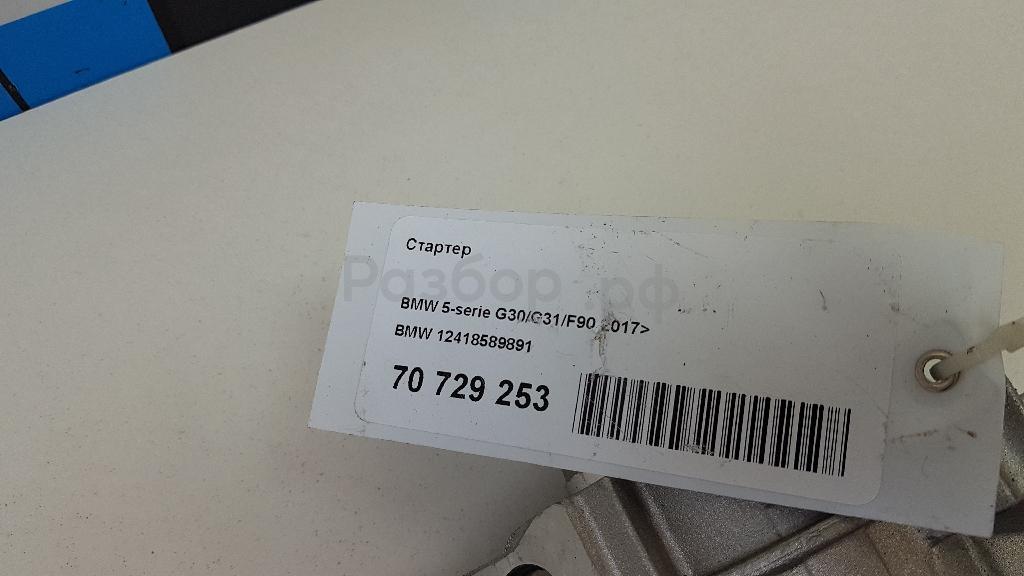 Стартер
Разбор.рф
BMW 5-serie G30/G31/F90 2017>
BMW 12418589891
70 729 253